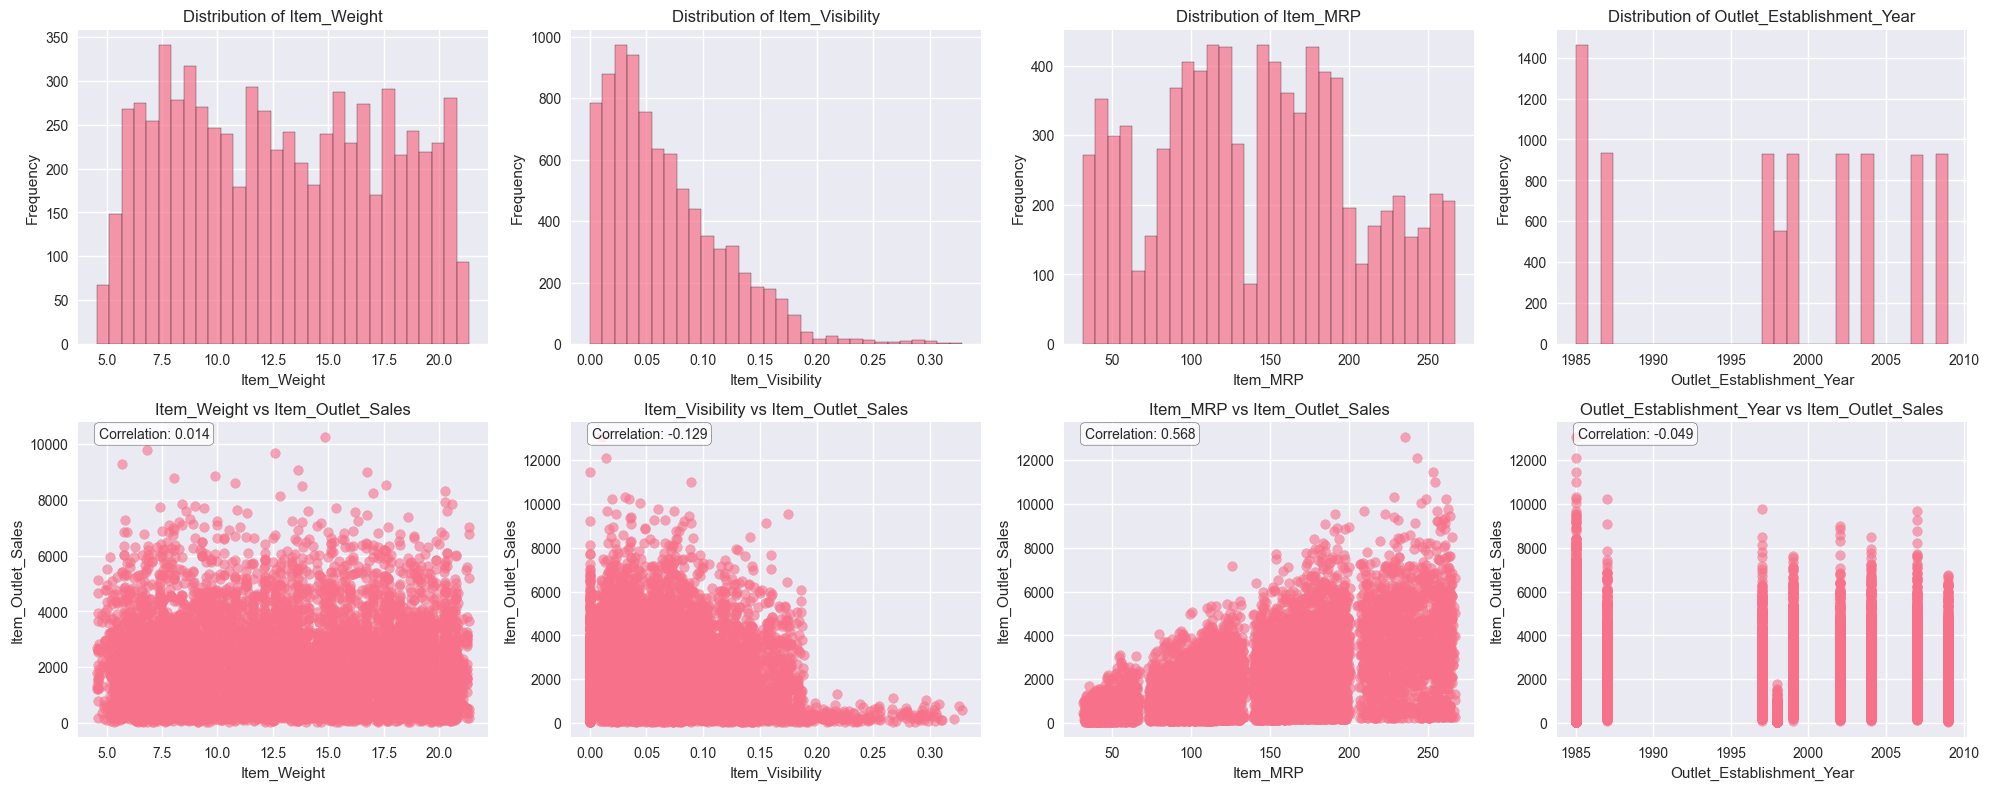 Distribution of Item_Weight
350
300
250
200
150
100
50
0
Frequency
5.0 7.5 10.0 12.5 15.0 17.5 20.0
Item_Weight
Distribution of Item_Visibility
1000
800
600
400
200
0
Frequency
0.00 0.05 0.10 0.15 0.20 0.25 0.30
Item_Visibility
Distribution of Item_MRP
400
300
200
100
0
Frequency
50 100 150 200 250
Item_MRP
Distribution of Outlet_Establishment_Year
1400
1200
1000
800
600
400
200
0
Frequency
1985 1990 1995 2000 2005 2010
Outlet_Establishment_Year
Item_Weight vs Item_Outlet_Sales
Correlation: 0.014
10000
8000
6000
4000
2000
0
Item_Outlet_Sales
5.0 7.5 10.0 12.5 15.0 17.5 20.0
Item_Weight
Item_Visibility vs Item_Outlet_Sales
Correlation: -0.129
12000
10000
8000
6000
4000
2000
0
Item_Outlet_Sales
0.00 0.05 0.10 0.15 0.20 0.25 0.30
Item_Visibility
Item_MRP vs Item_Outlet_Sales
Correlation: 0.568
12000
10000
8000
6000
4000
2000
0
Item_Outlet_Sales
50 100 150 200 250
Item_MRP
Outlet_Establishment_Year vs Item_Outlet_Sales
Correlation: -0.049
12000
10000
8000
6000
4000
2000
0
Item_Outlet_Sales
1985 1990 1995 2000 2005 2010
Outlet_Establishment_Year